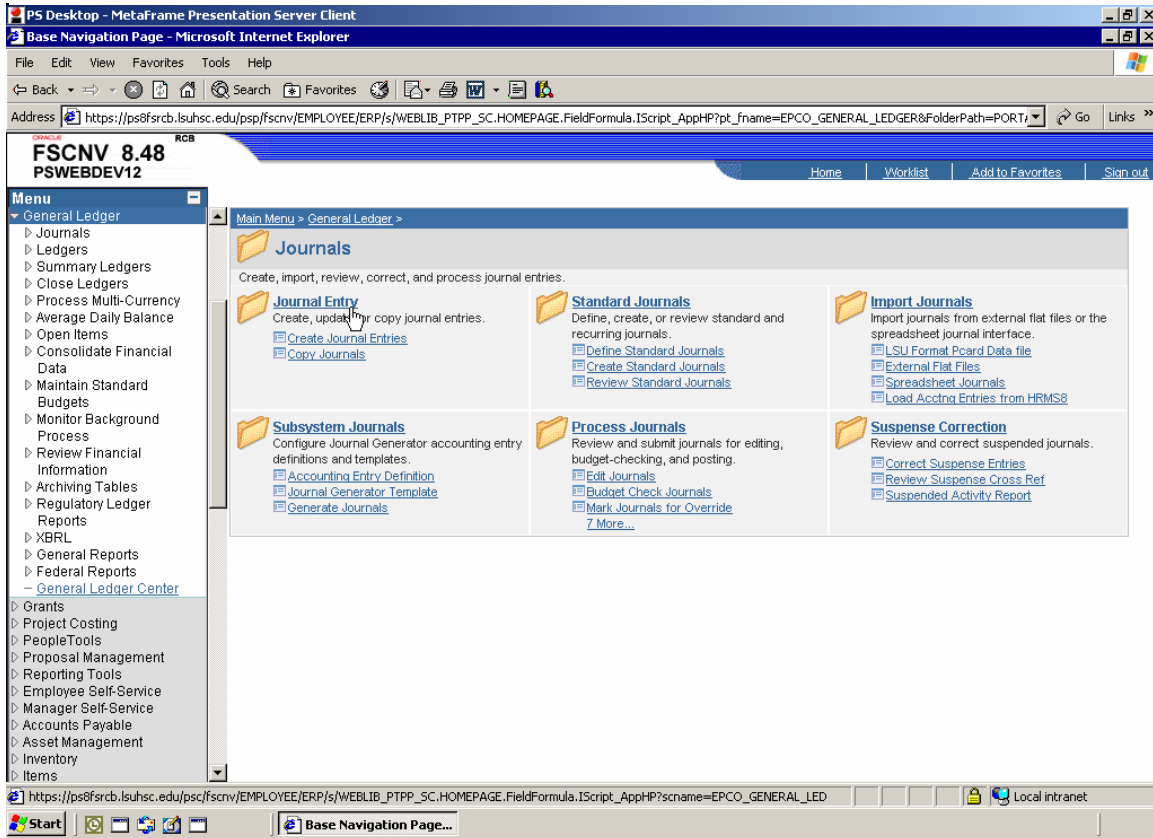 PS Desktop - MetaFrame Presentation Server Client
Base Navigation Page - Microsoft Internet Explorer
File Edit View Favorites Tools Help
Back Search Favorites
Address https://ps8fsrcb.lsuhsc.edu/psp/fscnv/EMPLOYEE/ERP/s/WEBLIB_PTPP_SC.HOMEPAGE.FieldFormula.IScript_AppHP?pt_fname=EPCO_GENERAL_LEDGER&FolderPath=PORTA Go Links »
ORACLE RCB
FSCNV 8.48
PSWEBDEV12
Home Worklist Add to Favorites Sign out
Menu
General Ledger
Journals
Ledgers
Summary Ledgers
Close Ledgers
Process Multi-Currency
Average Daily Balance
Open Items
Consolidate Financial
Data
Maintain Standard
Budgets
Monitor Background
Process
Review Financial
Information
Archiving Tables
Regulatory Ledger
Reports
XBRL
General Reports
Federal Reports
General Ledger Center
Grants
Project Costing
PeopleTools
Proposal Management
Reporting Tools
Employee Self-Service
Manager Self-Service
Accounts Payable
Asset Management
Inventory
Items
Main Menu > General Ledger >
Journals
Create, import, review, correct, and process journal entries.
Journal Entry
Create, update or copy journal entries.
Create Journal Entries
Copy Journals
Standard Journals
Define, create, or review standard and
recurring journals.
Define Standard Journals
Create Standard Journals
Review Standard Journals
Import Journals
Import journals from external flat files or the
spreadsheet journal interface.
LSU Format Pcard Data file
External Flat Files
Spreadsheet Journals
Load Acctng Entries from HRMS8
Subsystem Journals
Configure Journal Generator accounting entry
definitions and templates.
Accounting Entry Definition
Journal Generator Template
Generate Journals
Process Journals
Review and submit journals for editing,
budget-checking, and posting.
Edit Journals
Budget Check Journals
Mark Journals for Override
7 More...
Suspense Correction
Review and correct suspended journals.
Correct Suspense Entries
Review Suspense Cross Ref
Suspended Activity Report
https://ps8fsrcb.lsuhsc.edu/psc/fscnv/EMPLOYEE/ERP/s/WEBLIB_PTPP_SC.HOMEPAGE.FieldFormula.IScript_AppHP?scname=EPCO_GENERAL_LED Local intranet
Start Base Navigation Page...